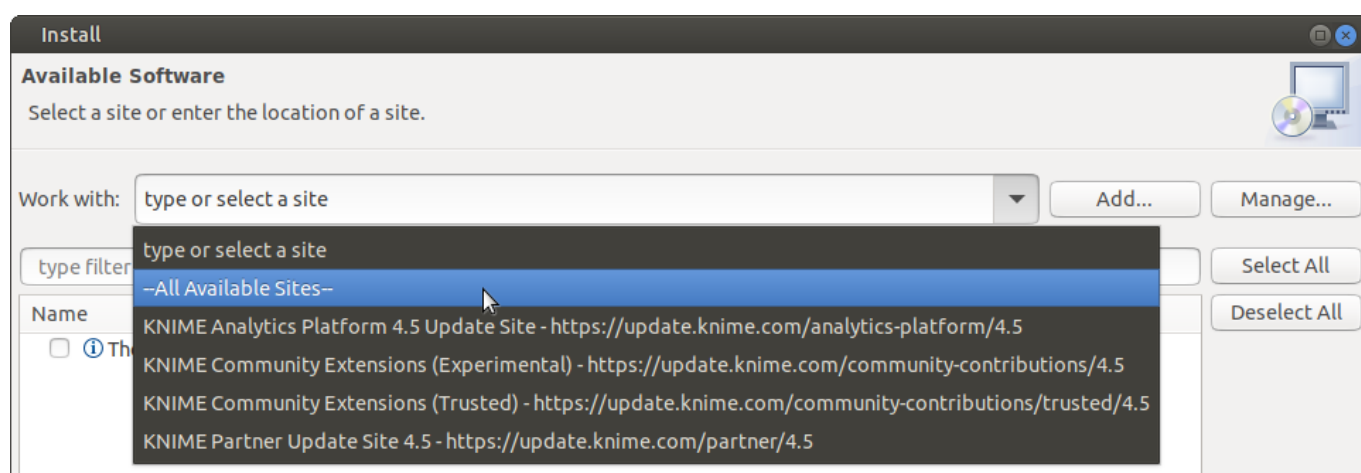 Install
Available Software
Select a site or enter the location of a site.
Work with: type or select a site Add... Manage...
type or select a site
type filter Select All
--All Available Sites--
Name Deselect All
KNIME Analytics Platform 4.5 Update Site - https://update.knime.com/analytics-platform/4.5
KNIME Community Extensions (Experimental) - https://update.knime.com/community-contributions/4.5
KNIME Community Extensions (Trusted) - https://update.knime.com/community-contributions/trusted/4.5
KNIME Partner Update Site 4.5 - https://update.knime.com/partner/4.5